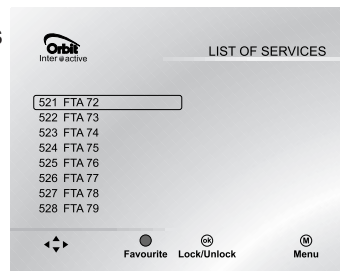 S
Orbit
Inter active
LIST OF SERVICES
521 FTA 72
522 FTA 73
523 FTA 74
524 FTA 75
525 FTA 76
526 FTA 77
527 FTA 78
528 FTA 79
ok M
Favourite Lock/Unlock Menu